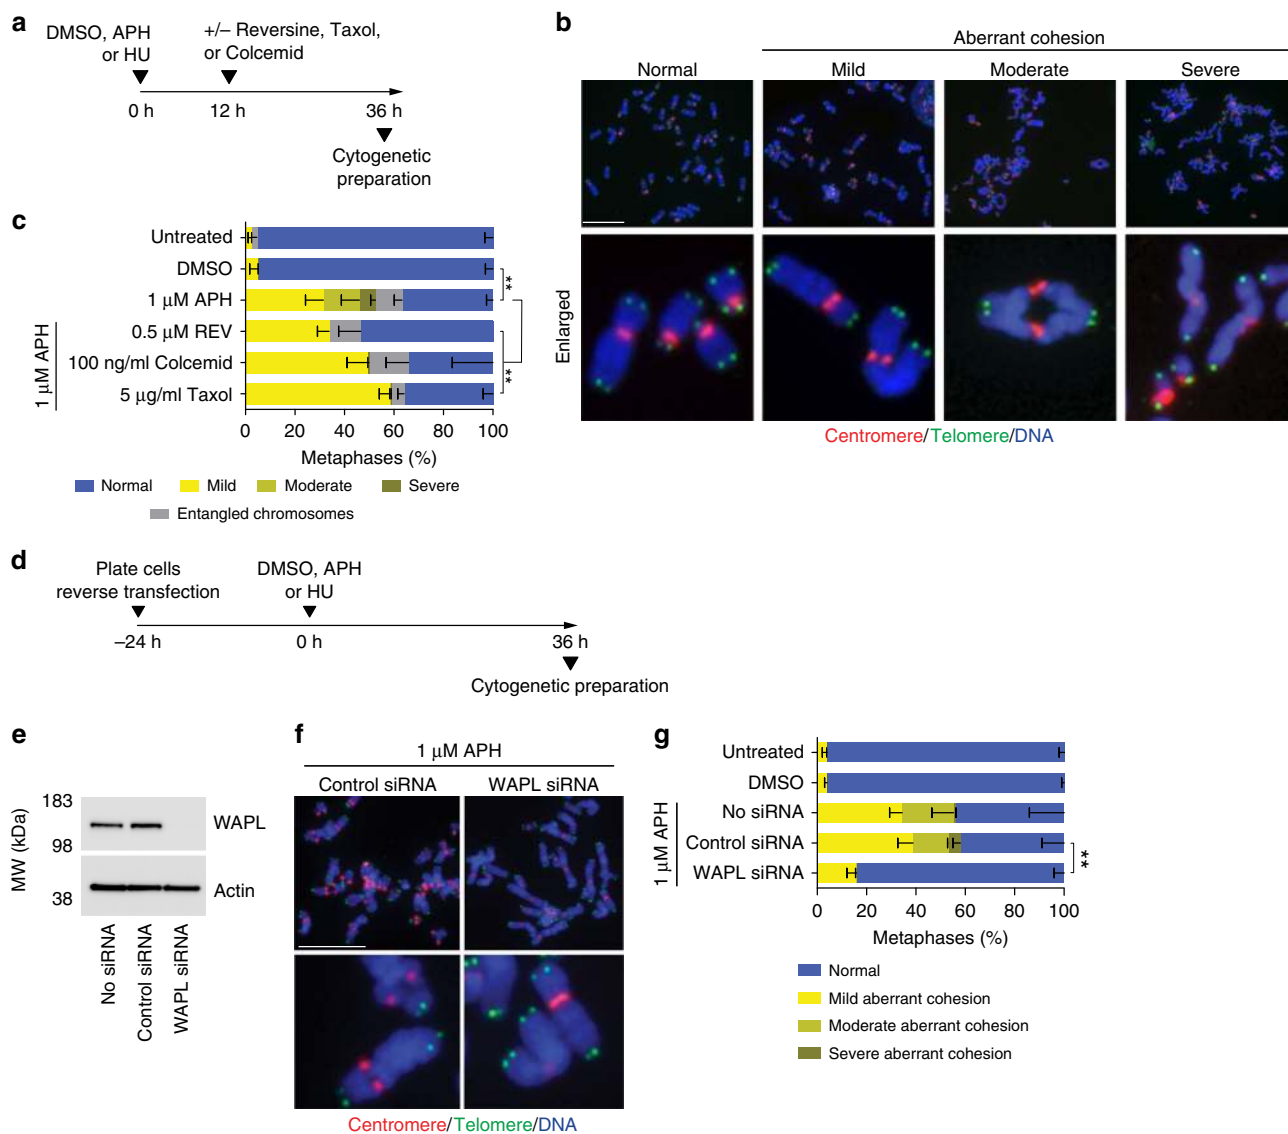 a
DMSO, APH
or HU
+/– Reversine, Taxol,
or Colcemid
0 h
12 h
36 h
Cytogenetic
preparation
b
Aberrant cohesion
Normal
Mild
Moderate
Severe
Enlarged
Centromere/Telomere/DNA
c
Untreated
DMSO
1 μM APH
0.5 μM REV
100 ng/ml Colcemid
5 μg/ml Taxol
1 μM APH
**
**
0 20 40 60 80 100
Metaphases (%)
Normal
Mild
Moderate
Severe
Entangled chromosomes
d
Plate cells
reverse transfection
DMSO, APH
or HU
–24 h
0 h
36 h
Cytogenetic preparation
e
MW (kDa)
183
98
38
WAPL
Actin
No siRNA
Control siRNA
WAPL siRNA
f
1 μM APH
Control siRNA
WAPL siRNA
Centromere/Telomere/DNA
g
Untreated
DMSO
No siRNA
Control siRNA
WAPL siRNA
1 μM APH
**
0 20 40 60 80 100
Metaphases (%)
Normal
Mild aberrant cohesion
Moderate aberrant cohesion
Severe aberrant cohesion